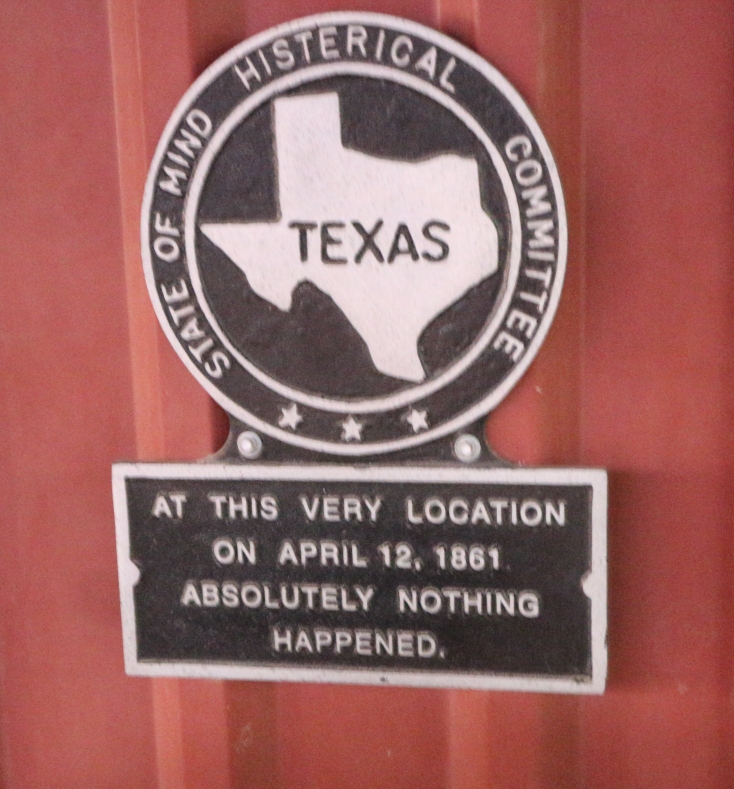 STATE OF MIND HISTERICAL COMMITTEE
TEXAS
AT THIS VERY LOCATION
ON APRIL 12, 1861
ABSOLUTELY NOTHING
HAPPENED.